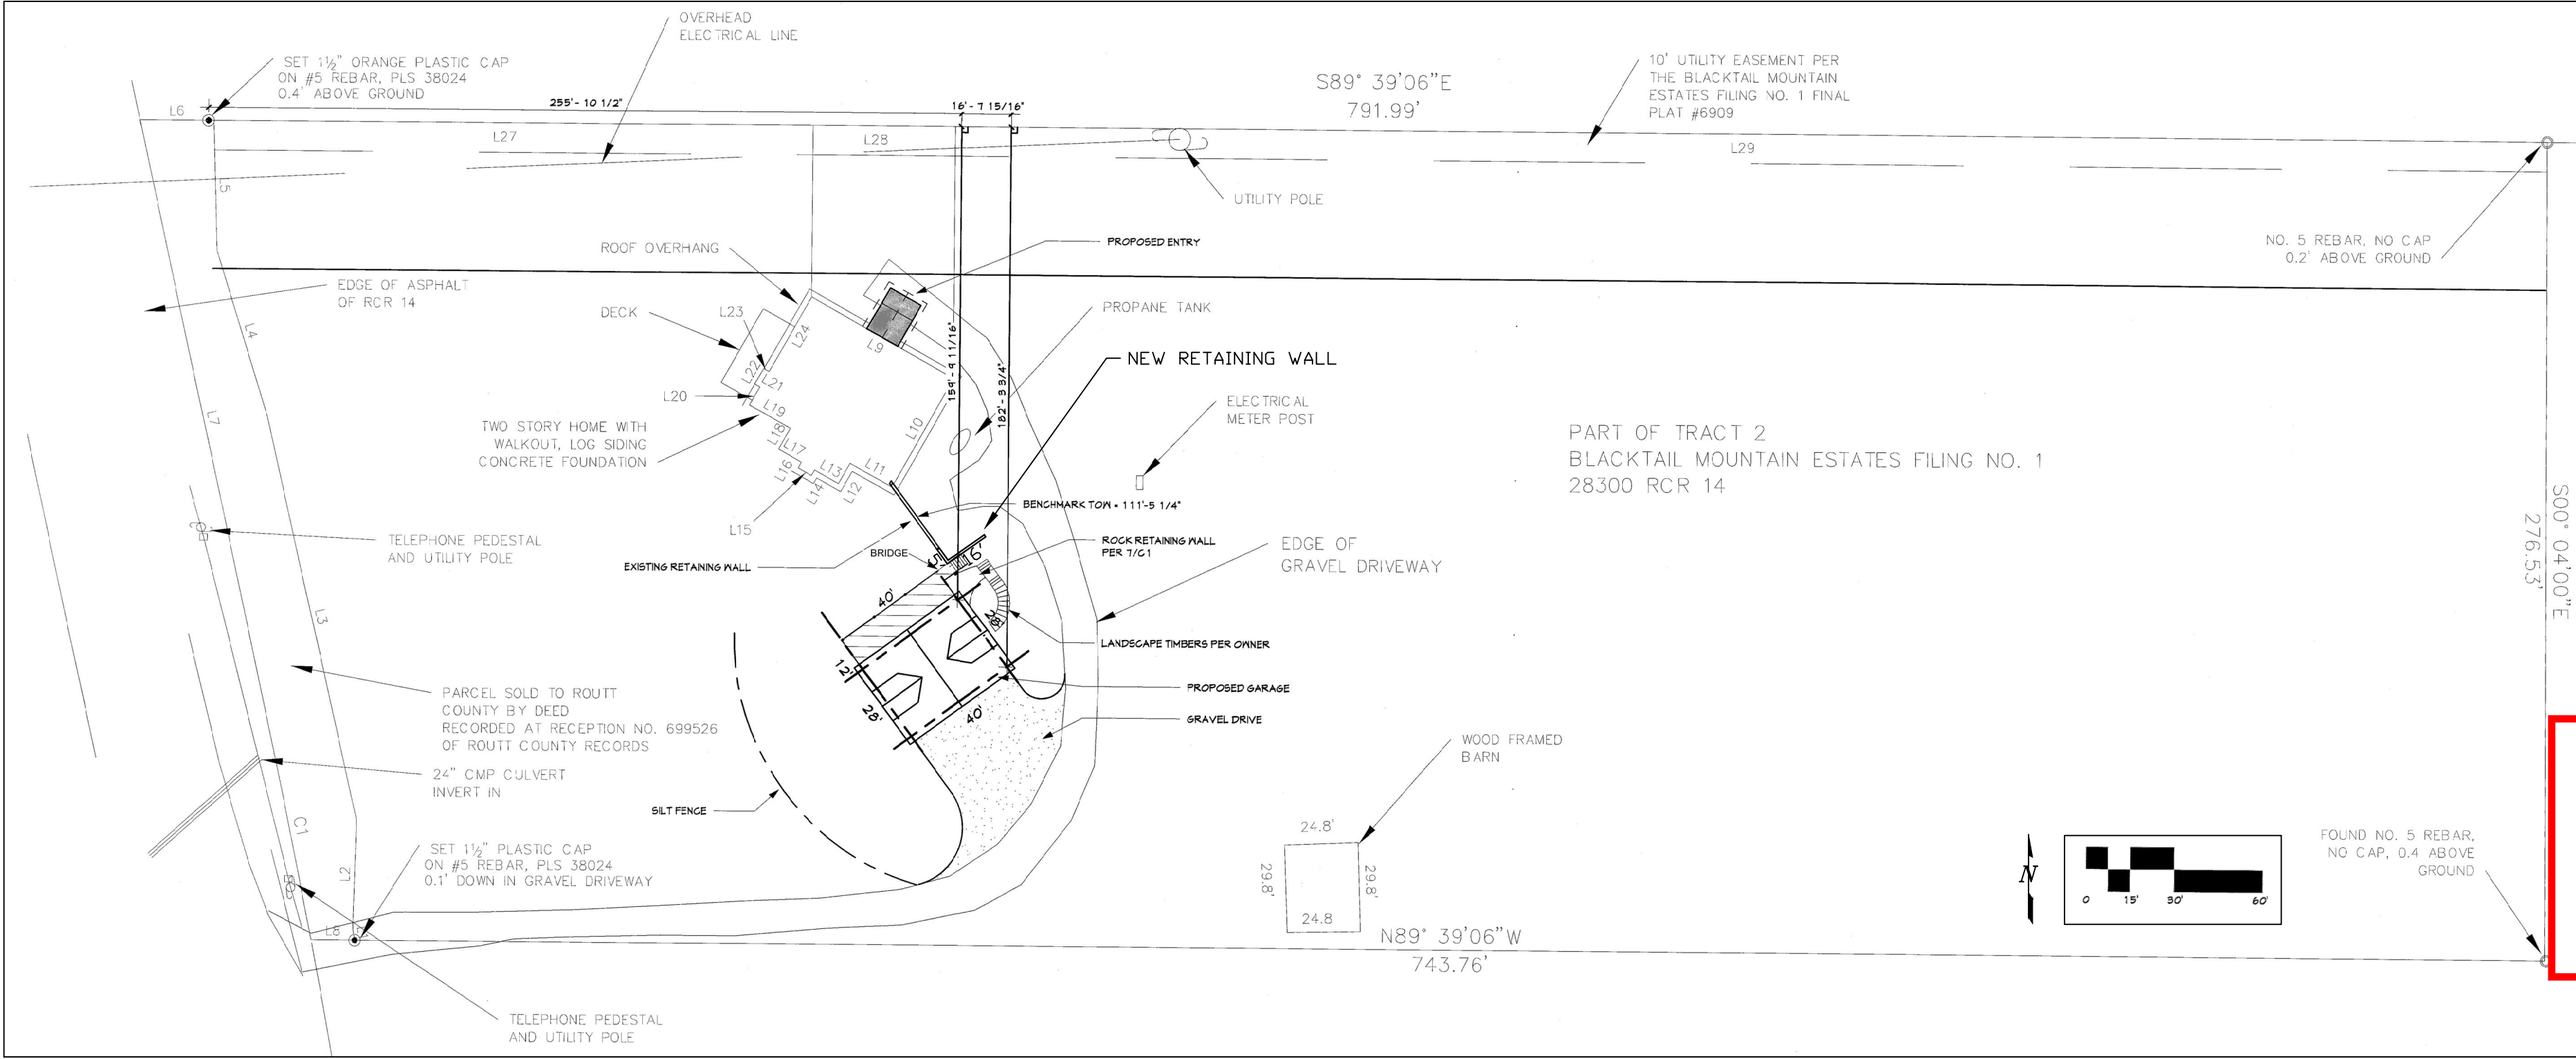 OVERHEAD
ELECTRICAL LINE
SET 1½" ORANGE PLASTIC CAP
ON #5 REBAR, PLS 38024
0.4' ABOVE GROUND
L6
255'- 10 1/2"
16'- 7 15/16"
S89° 39'06"E
791.99'
10' UTILITY EASEMENT PER
THE BLACKTAIL MOUNTAIN
ESTATES FILING NO. 1 FINAL
PLAT #6909
L27
L28
L29
L5
UTILITY POLE
ROOF OVERHANG
PROPOSED ENTRY
NO. 5 REBAR, NO CAP
0.2' ABOVE GROUND
EDGE OF ASPHALT
OF RCR 14
DECK
L23
L24
L9
PROPANE TANK
L4
159'- 9 11/16"
182'- 3 3/4"
NEW RETAINING WALL
L22
L21
L20
L19
L10
ELECTRICAL
METER POST
L7
TWO STORY HOME WITH
WALKOUT, LOG SIDING
CONCRETE FOUNDATION
L18
L17
L16
L13
L11
L14
L12
L15
PART OF TRACT 2
BLACKTAIL MOUNTAIN ESTATES FILING NO. 1
28300 RCR 14
S00° 04'00"E
276.53'
BENCHMARK TOW = 111'-5 1/4"
TELEPHONE PEDESTAL
AND UTILITY POLE
BRIDGE
16'
ROCK RETAINING WALL
PER 7/C1
EDGE OF
GRAVEL DRIVEWAY
EXISTING RETAINING WALL
40'
28'
L3
LANDSCAPE TIMBERS PER OWNER
12'
PROPOSED GARAGE
PARCEL SOLD TO ROUTT
COUNTY BY DEED
RECORDED AT RECEPTION NO. 699526
OF ROUTT COUNTY RECORDS
28'
40'
GRAVEL DRIVE
WOOD FRAMED
BARN
24" CMP CULVERT
INVERT IN
SILT FENCE
C1
24.8'
29.8'
29.8'
24.8
SET 1½" PLASTIC CAP
ON #5 REBAR, PLS 38024
0.1' DOWN IN GRAVEL DRIVEWAY
L2
L8
N
0 15' 30' 60'
FOUND NO. 5 REBAR,
NO CAP, 0.4 ABOVE
GROUND
N89° 39'06"W
743.76'
TELEPHONE PEDESTAL
AND UTILITY POLE